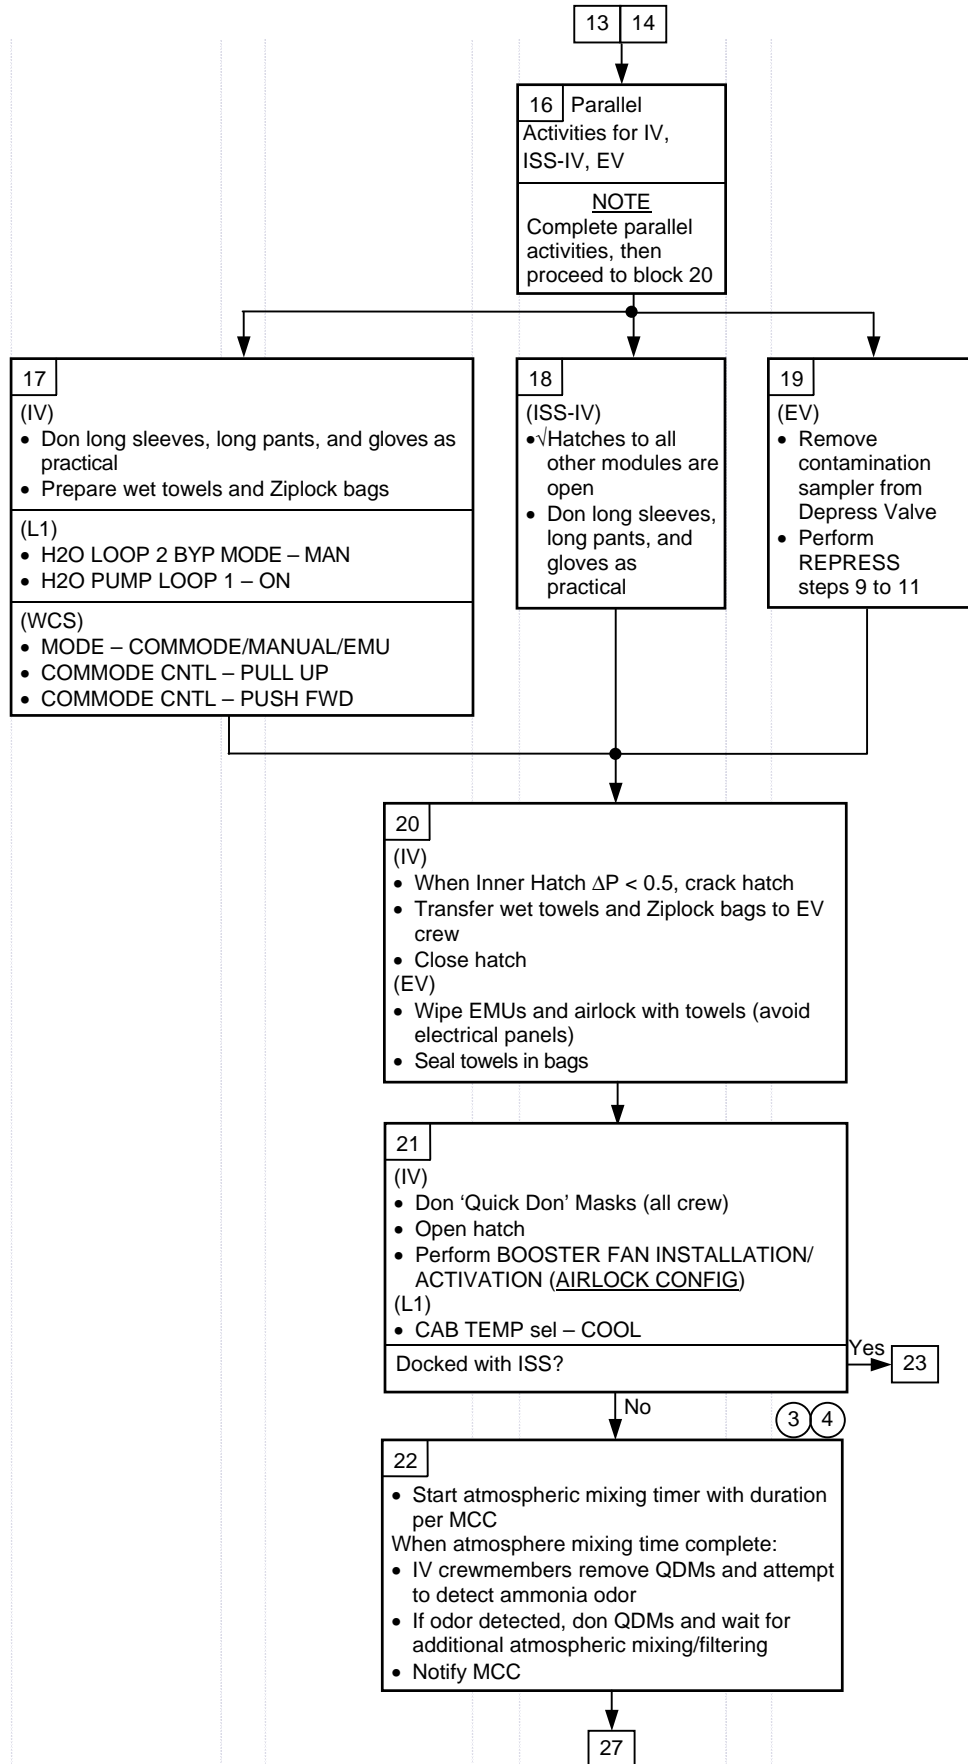 13 14
16 Parallel
Activities for IV,
ISS-IV, EV
NOTE
Complete parallel
activities, then
proceed to block 20
17
(IV)
• Don long sleeves, long pants, and gloves as
practical
• Prepare wet towels and Ziplock bags
(L1)
• H2O LOOP 2 BYP MODE – MAN
• H2O PUMP LOOP 1 – ON
(WCS)
• MODE – COMMODE/MANUAL/EMU
• COMMODE CNTL – PULL UP
• COMMODE CNTL – PUSH FWD
18
(ISS-IV)
•√Hatches to all
other modules are
open
• Don long sleeves,
long pants, and
gloves as
practical
19
(EV)
• Remove
contamination
sampler from
Depress Valve
• Perform
REPRESS
steps 9 to 11
20
(IV)
• When Inner Hatch ΔP < 0.5, crack hatch
• Transfer wet towels and Ziplock bags to EV
crew
• Close hatch
(EV)
• Wipe EMUs and airlock with towels (avoid
electrical panels)
• Seal towels in bags
21
(IV)
• Don ‘Quick Don’ Masks (all crew)
• Open hatch
• Perform BOOSTER FAN INSTALLATION/
ACTIVATION (AIRLOCK CONFIG)
(L1)
• CAB TEMP sel – COOL
Docked with ISS?
Yes
23
No
3 4
22
• Start atmospheric mixing timer with duration
per MCC
When atmosphere mixing time complete:
• IV crewmembers remove QDMs and attempt
to detect ammonia odor
• If odor detected, don QDMs and wait for
additional atmospheric mixing/filtering
• Notify MCC
27